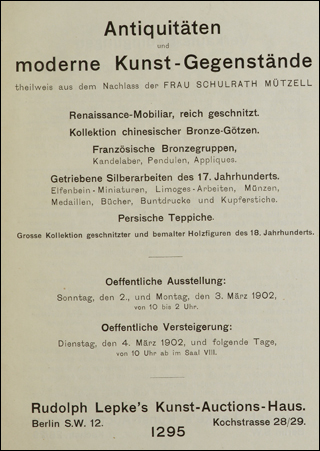 Antiquitäten
und
moderne Kunst-Gegenstände
theilweis aus dem Nachlass der FRAU SCHULRATH MÜTZELL
Renaissance-Mobiliar, reich geschnitzt.
Kollektion chinesischer Bronze-Götzen.
Französische Bronzegruppen,
Kandelaber, Pendulen, Appliques.
Getriebene Silberarbeiten des 17. Jahrhunderts.
Elfenbein-Miniaturen, Limoges-Arbeiten, Münzen,
Medaillen, Bücher, Buntdrucke und Kupferstiche.
Persische Teppiche.
Grosse Kollektion geschnitzter und bemalter Holzfiguren des 18. Jahrhunderts.
Oeffentliche Ausstellung:
Sonntag, den 2., und Montag, den 3. März 1902,
von 10 bis 2 Uhr.
Oeffentliche Versteigerung:
Dienstag, den 4. März 1902, und folgende Tage,
von 10 Uhr ab im Saal VIII.
Rudolph Lepke's Kunst-Auctions-Haus.
Berlin S.W. 12. Kochstrasse 28/29.
1295